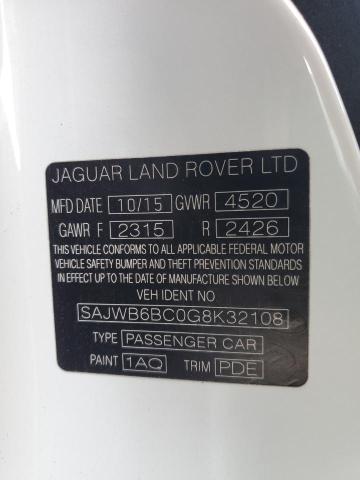 JAGUAR LAND ROVER LTD
MFD DATE 10/15 GVWR 4520
GAWR F 2315 R 2426
THIS VEHICLE CONFORMS TO ALL APPLICABLE FEDERAL MOTOR
VEHICLE SAFETY BUMPER AND THEFT PREVENTION STANDARDS
IN EFFECT UP TO THE DATE OF MANUFACTURE SHOWN ABOVE
VEH IDENT NO
SAJWB6BC0G8K32108
TYPE PASSENGER CAR
PAINT 1AQ TRIM PDE